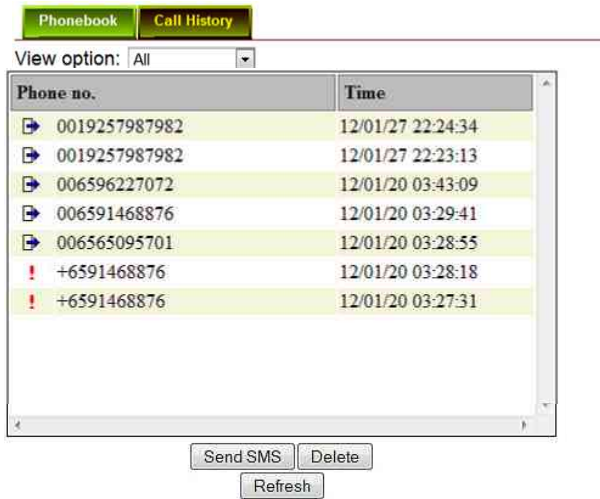 Phonebook Call History
View option: All
Phone no. Time
0019257987982 12/01/27 22:24:34
0019257987982 12/01/27 22:23:13
006596227072 12/01/20 03:43:09
006591468876 12/01/20 03:29:41
006565095701 12/01/20 03:28:55
! +6591468876 12/01/20 03:28:18
! +6591468876 12/01/20 03:27:31
Send SMS Delete
Refresh